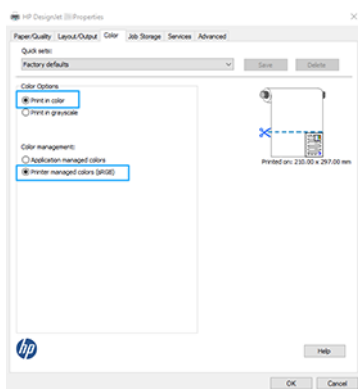 HP DesignJet Properties
Paper/Quality Layout/Output Color Job Storage Services Advanced
Quick sets:
Factory defaults
Save Delete
Color Options
Print in color
Print in grayscale
Color management:
Application managed colors
Printer managed colors (sRGB)
Printed on: 210.00 x 297.00 mm
hp
Help
OK Cancel